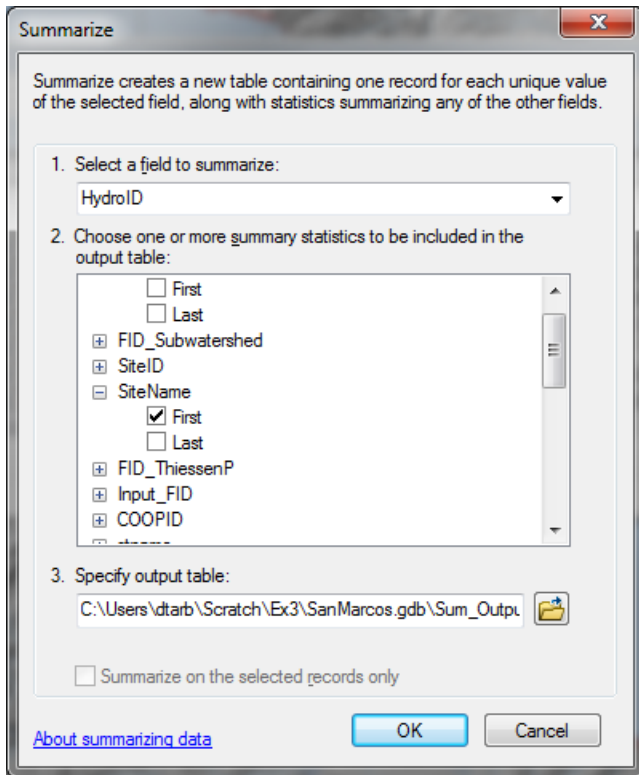 Summarize
Summarize creates a new table containing one record for each unique value
of the selected field, along with statistics summarizing any of the other fields.
1. Select a field to summarize:
HydroID
2. Choose one or more summary statistics to be included in the
output table:
First
Last
FID_Subwatershed
SiteID
SiteName
First
Last
FID_ThiessenP
Input_FID
COOPID
3. Specify output table:
C:\Users\dtarb\Scratch\Ex3\SanMarcos.gdb\Sum_Outpu
Summarize on the selected records only
About summarizing data
OK
Cancel